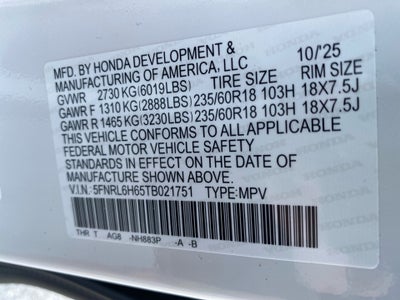 MFD. BY HONDA DEVELOPMENT & MANUFACTURING OF AMERICA, LLC 10/'25
GVWR 2730 KG(6019LBS) TIRE SIZE RIM SIZE
GAWR F 1310 KG(2888LBS) 235/60R18 103H 18X7.5J
GAWR R 1465 KG(3230LBS) 235/60R18 103H 18X7.5J
THIS VEHICLE CONFORMS TO ALL APPLICABLE
FEDERAL MOTOR VEHICLE SAFETY
STANDARDS IN EFFECT ON THE DATE OF
MANUFACTURE SHOWN ABOVE.
V.I.N.: 5FNRL6H65TB021751 TYPE:MPV
THR T AG8 -NH883P -A -B